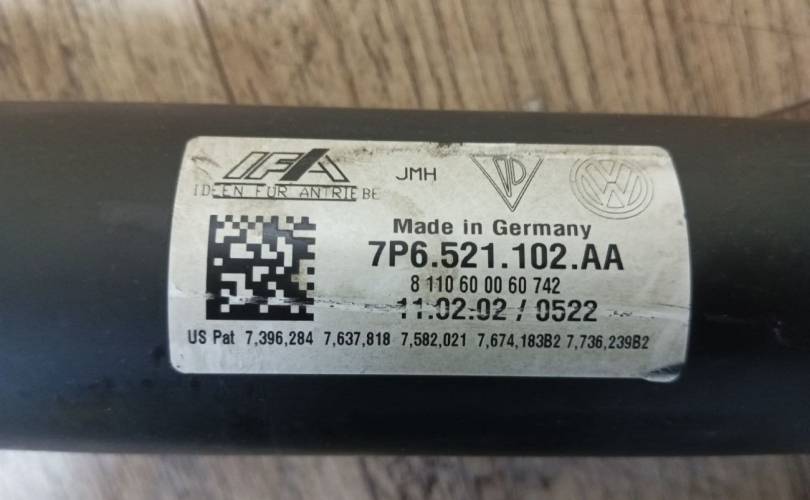 IFA
IDEEN FÜR ANTRIEBE
JMH
VW
Made in Germany
7P6.521.102.AA
8 110 60 00 60 742
11.02.02 / 0522
US Pat 7,396,284 7,637,818 7,582,021 7,674,183B2 7,736,239B2